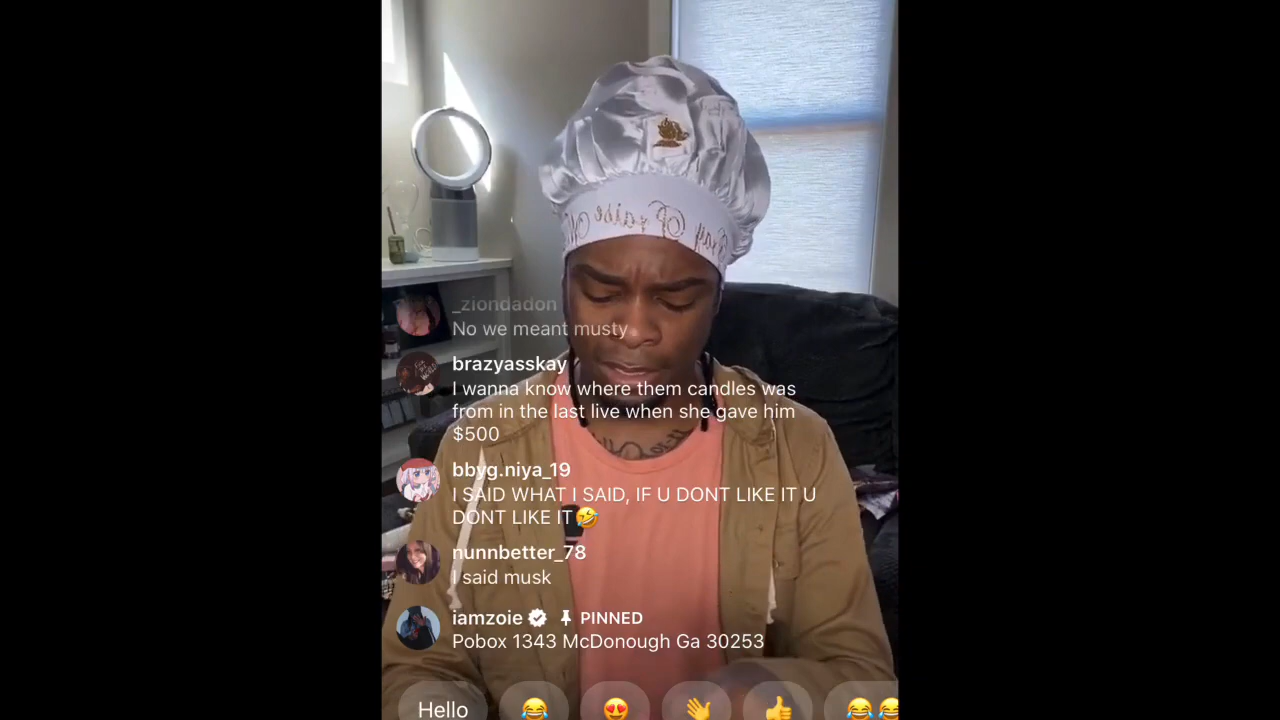 _ziondadon
No we meant musty
brazyasskay
I wanna know where them candles was
from in the last live when she gave him
$500
bbyg.niya_19
I SAID WHAT I SAID, IF U DONT LIKE IT U
DONT LIKE IT🤣
nunnbetter_78
I said musk
iamzoie PINNED
Pobox 1343 McDonough Ga 30253
Hello 😂 😍 👋 👍 😂😂